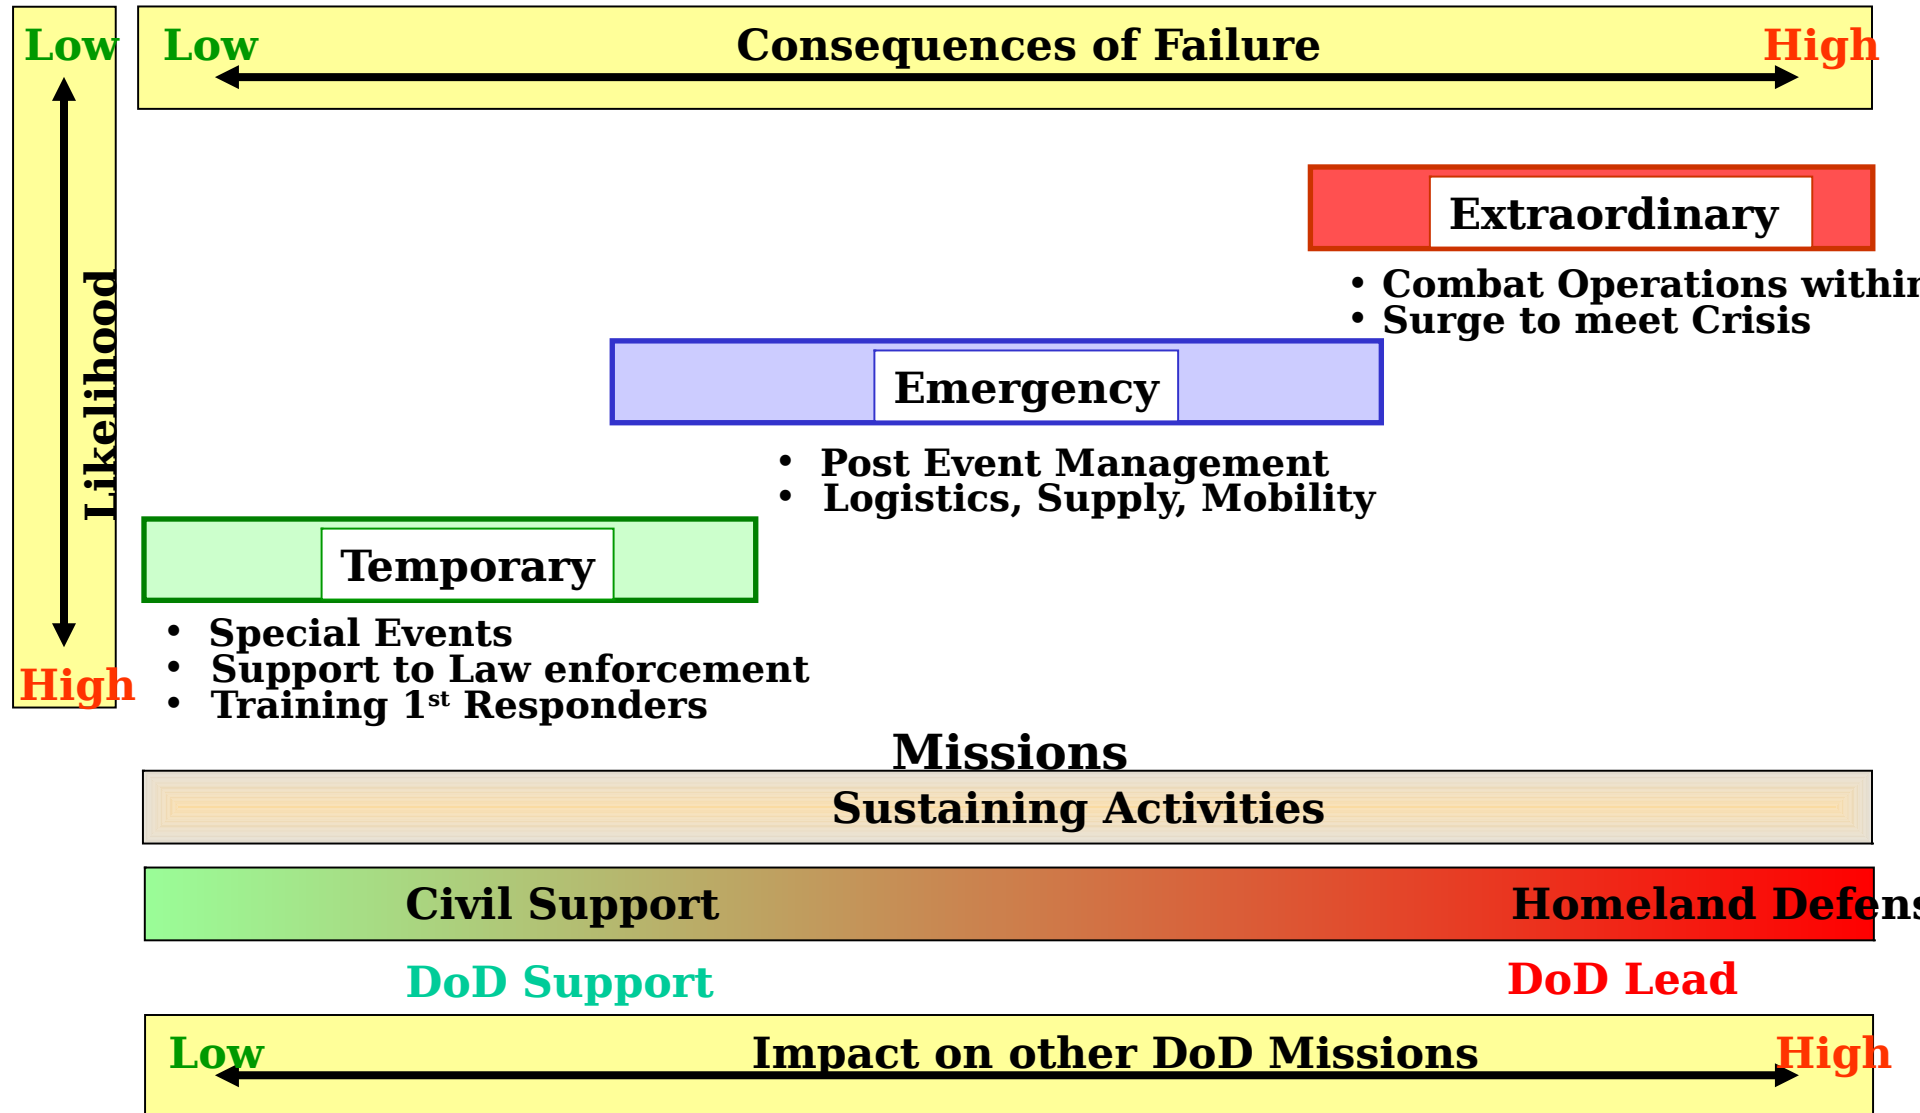 Low
Low Consequences of Failure High
Extraordinary
• Combat Operations within
• Surge to meet Crisis
Likelihood
Emergency
• Post Event Management
• Logistics, Supply, Mobility
Temporary
• Special Events
• Support to Law enforcement
• Training 1st Responders
High
Missions
Sustaining Activities
Civil Support Homeland Defens
DoD Support DoD Lead
Low Impact on other DoD Missions High